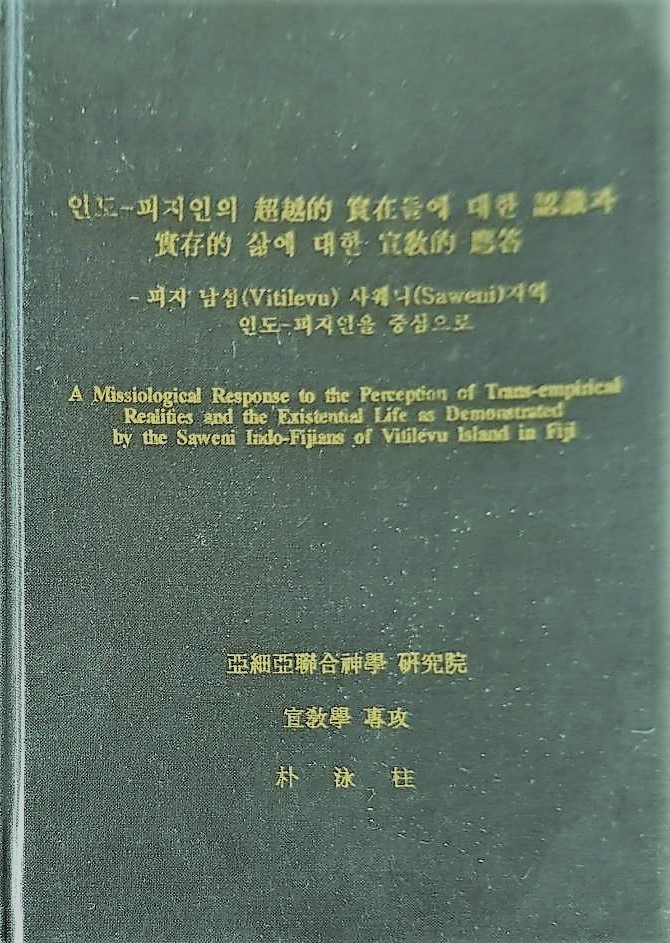 인도-피지인의 超越的 實在들에 대한 認識과
實存的 삶에 대한 宣敎的 應答
- 피지 남섬(Vitilevu) 사웨니(Saweni)지역
인도-피지인을 중심으로
A Missiological Response to the Perception of Trans-empirical
Realities and the Existential Life as Demonstrated
by the Saweni Indo-Fijians of Vitilevu Island in Fiji
亞細亞聯合神學 硏究院
宣敎學 專攻
朴 泳 柱